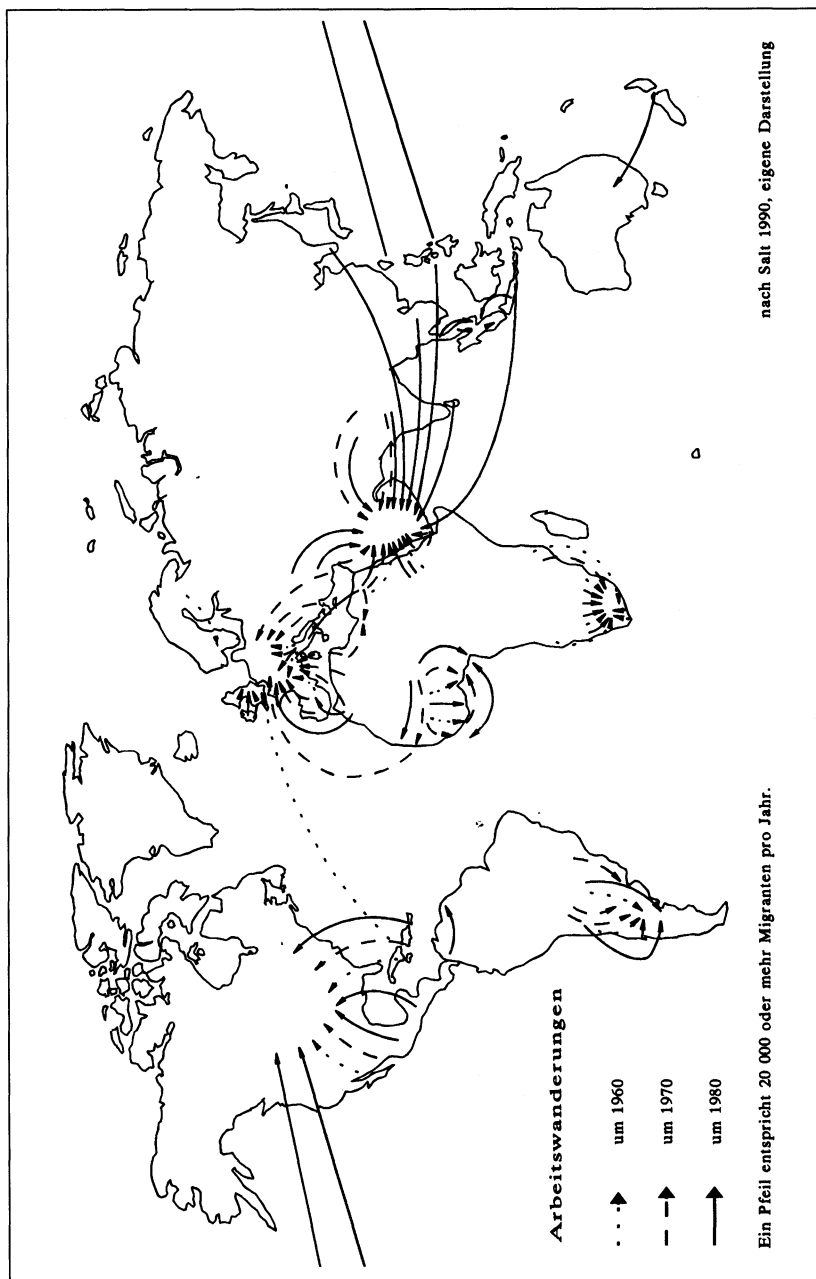 Arbeitswanderungen
um 1960
um 1970
um 1980
Ein Pfeil entspricht 20 000 oder mehr Migranten pro Jahr.
nach Salt 1990, eigene Darstellung